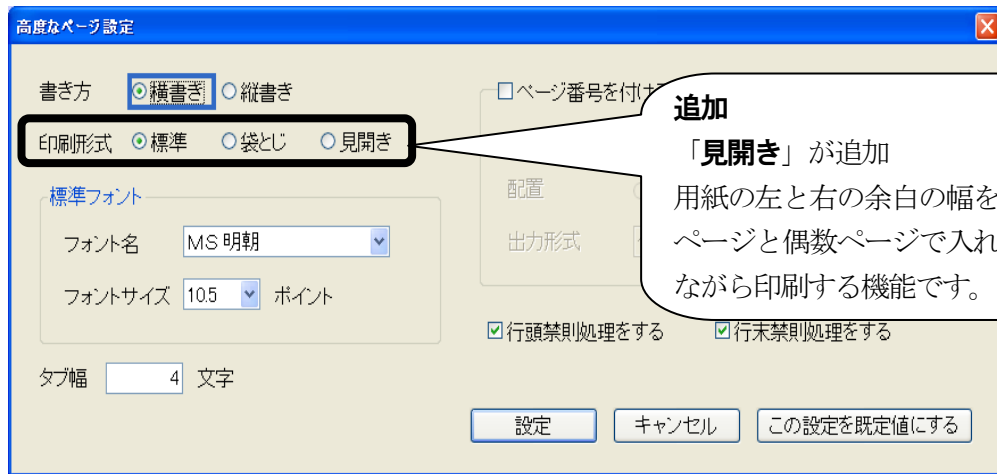 高度なページ設定
書き方 横書き 縦書き
印刷形式 標準 袋とじ 見開き
標準フォント
フォント名 MS 明朝
フォントサイズ 10.5 ポイント
タブ幅 4 文字
ページ番号を付け
配置
出力形式
行頭禁則処理をする 行末禁則処理をする
設定 キャンセル この設定を既定値にする
追加
「見開き」が追加
用紙の左と右の余白の幅を
ページと偶数ページで入れ
ながら印刷する機能です。